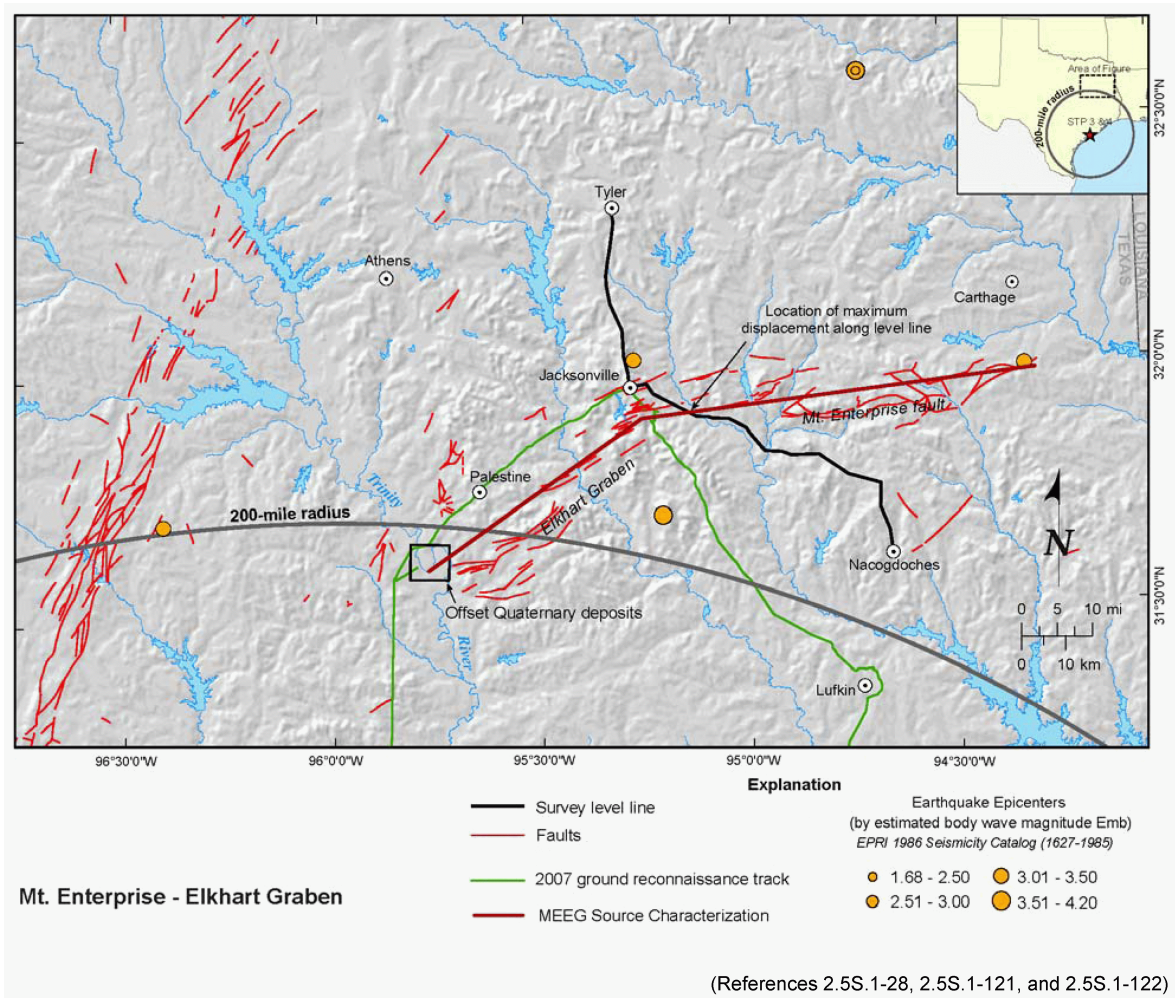 Area of Figure
200-mile radius
STP 3 &4
32°30'0"N
Tyler
LOUISIANA
TEXAS
Athens
Carthage
Location of maximum
displacement along level line
32°0'0"N
Jacksonville
Mt. Enterprise fault
Palestine
Elkhart Graben
Trinity
200-mile radius
N
Nacogdoches
31°30'0"N
Offset Quaternary deposits
0 5 10 mi
0 10 km
River
Lufkin
96°30'0"W
96°0'0"W
95°30'0"W
95°0'0"W
94°30'0"W
Explanation
Survey level line
Faults
2007 ground reconnaissance track
MEEG Source Characterization
Earthquake Epicenters
(by estimated body wave magnitude Emb)
EPRI 1986 Seismicity Catalog (1627-1985)
1.68 - 2.50
3.01 - 3.50
2.51 - 3.00
3.51 - 4.20
Mt. Enterprise - Elkhart Graben
(References 2.5S.1-28, 2.5S.1-121, and 2.5S.1-122)